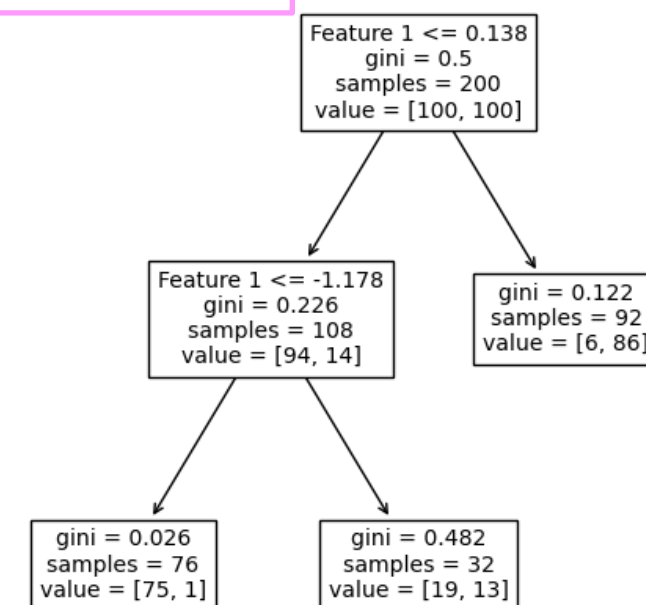 Feature 1 <= 0.138
gini = 0.5
samples = 200
value = [100, 100]
Feature 1 <= -1.178
gini = 0.226
samples = 108
value = [94, 14]
gini = 0.122
samples = 92
value = [6, 86]
gini = 0.026
samples = 76
value = [75, 1]
gini = 0.482
samples = 32
value = [19, 13]